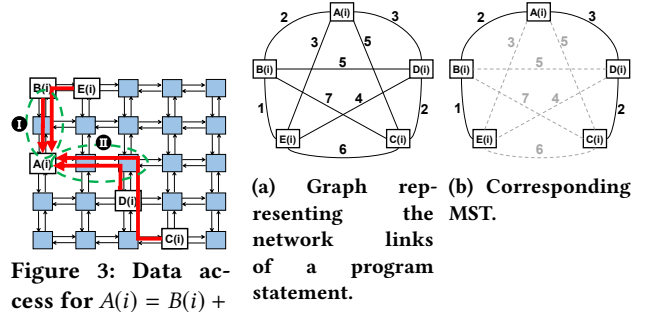 B(i) E(i)
I
II
A(i)
D(i)
C(i)
Figure 3: Data ac-
cess for A(i) = B(i) +
A(i)
2 3
3 5
B(i) 5 D(i)
7 4
1 2
E(i) C(i)
6
(a) Graph rep-
resenting the
network links
of a program
statement.
A(i)
2 3
3 5
B(i) 5 D(i)
7 4
1 2
E(i) C(i)
6
(b) Corresponding
MST.